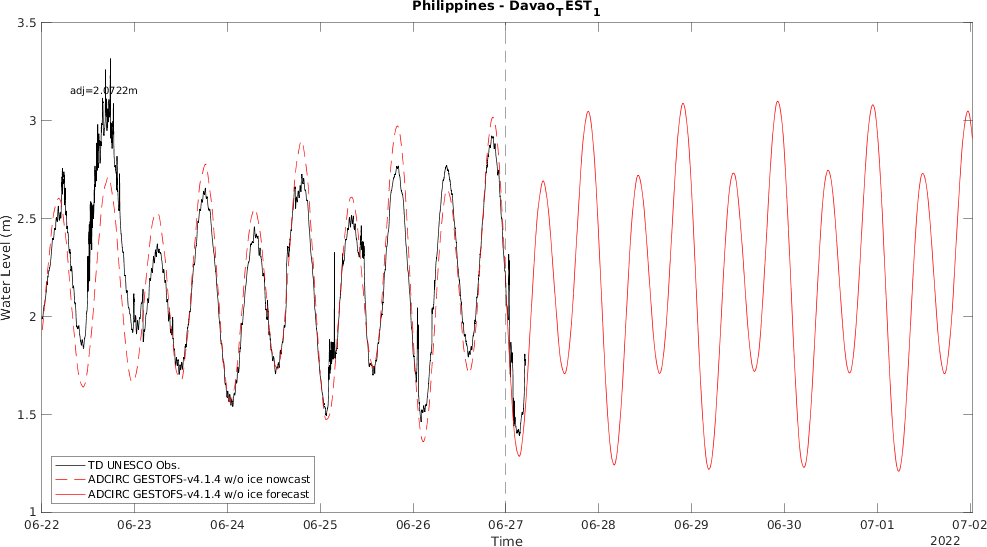 Philippines - Davao_TEST_1
3.5
adj=2.0722m
3
2.5
Water Level (m)
2
1.5
TD UNESCO Obs.
ADCIRC GESTOFS-v4.1.4 w/o ice nowcast
ADCIRC GESTOFS-v4.1.4 w/o ice forecast
1
06-22 06-23 06-24 06-25 06-26 06-27 06-28 06-29 06-30 07-01 07-02
Time
2022